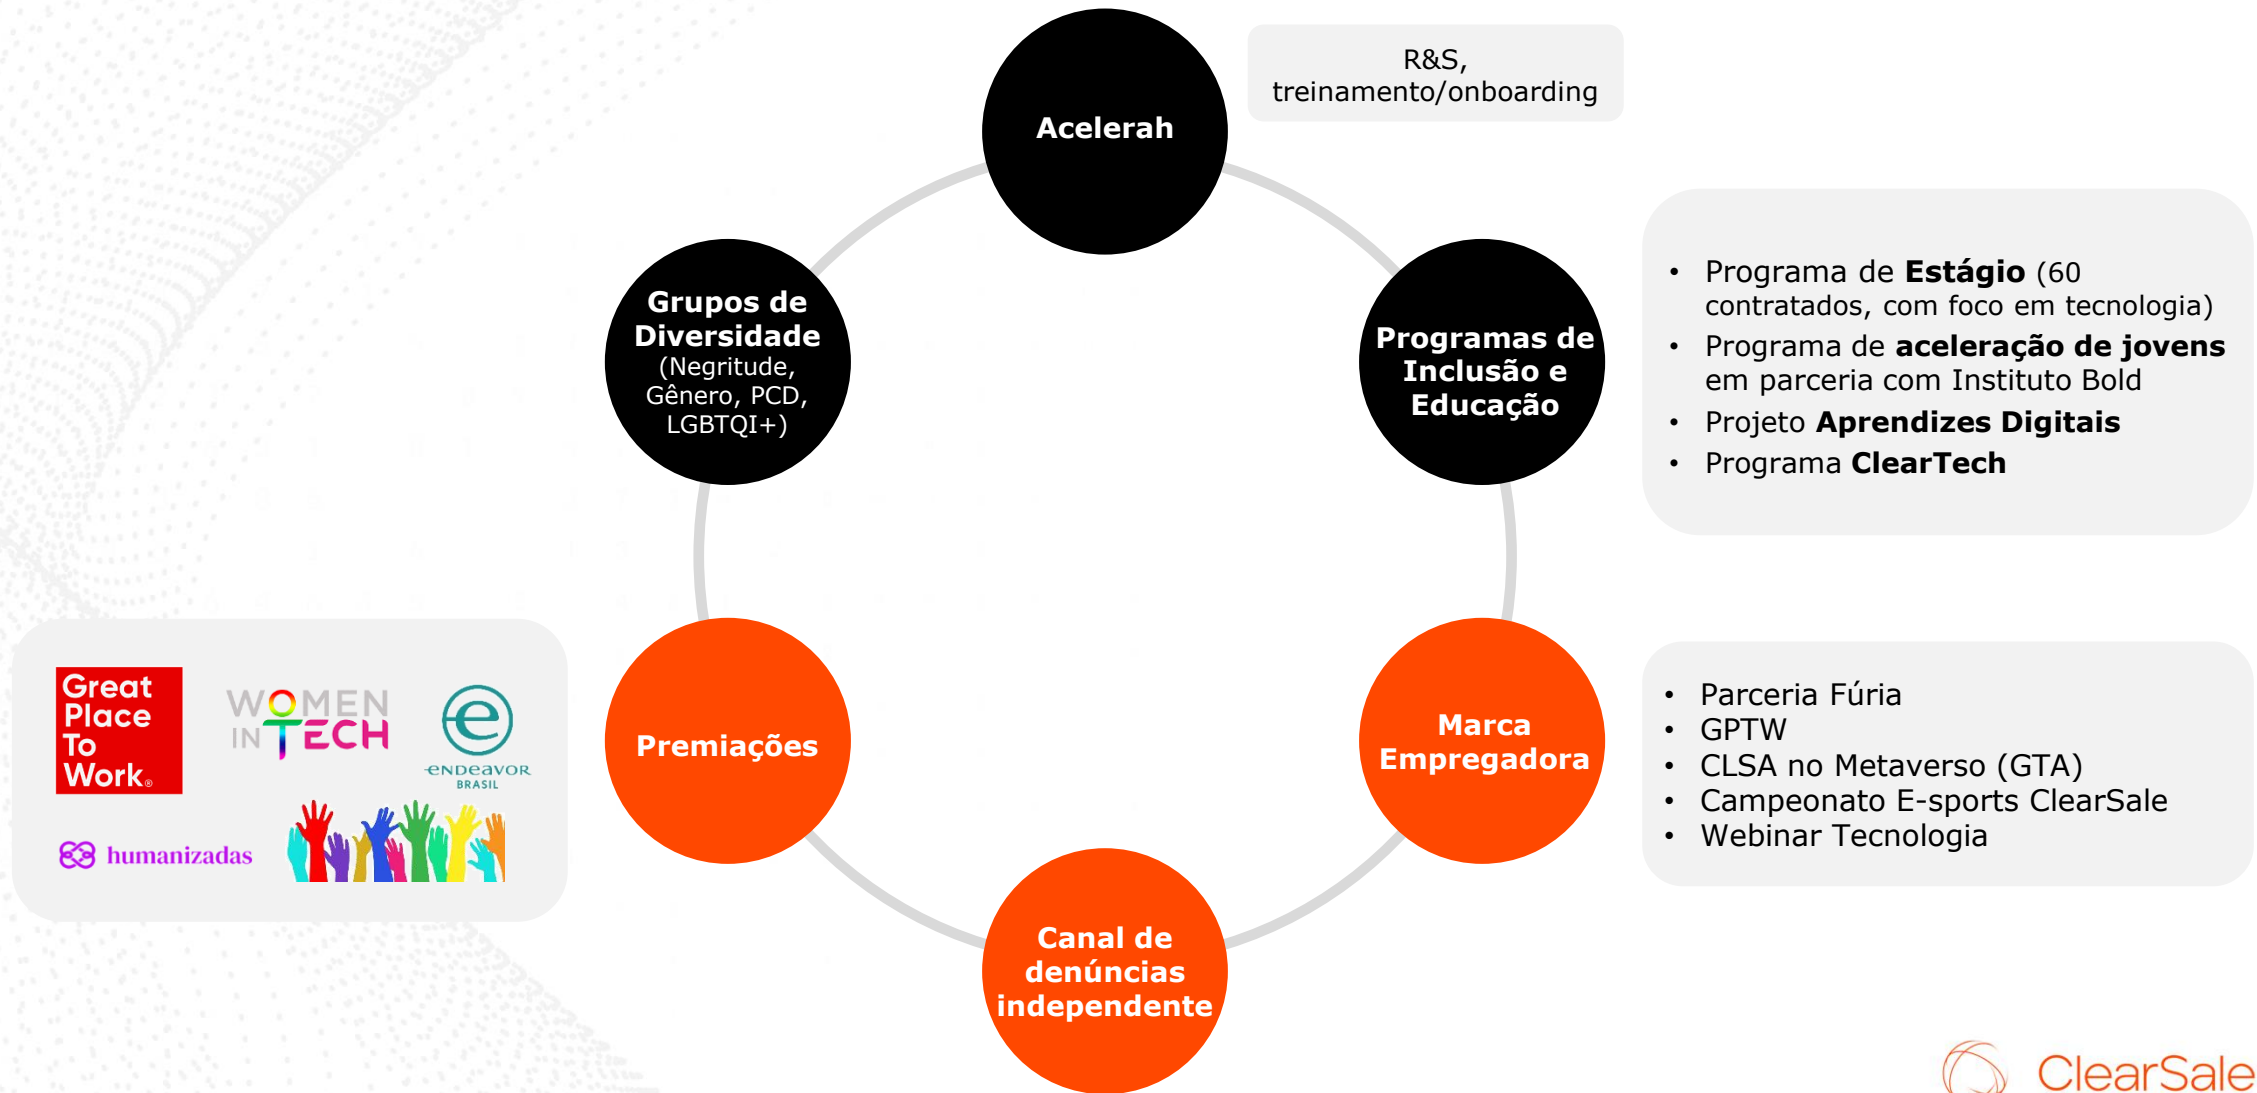 Acelerah
R&S,
treinamento/onboarding
Grupos de
Diversidade
(Negritude,
Gênero, PCD,
LGBTQI+)
Programas de
Inclusão e
Educação
• Programa de Estágio (60
contratados, com foco em tecnologia)
• Programa de aceleração de jovens
em parceria com Instituto Bold
• Projeto Aprendizes Digitais
• Programa ClearTech
Great
Place
To
Work®
WOMEN
IN TECH
e
ENDEAVOR
BRASIL
humanizadas
Premiações
Marca
Empregadora
• Parceria Fúria
• GPTW
• CLSA no Metaverso (GTA)
• Campeonato E-sports ClearSale
• Webinar Tecnologia
Canal de
denúncias
independente
ClearSale